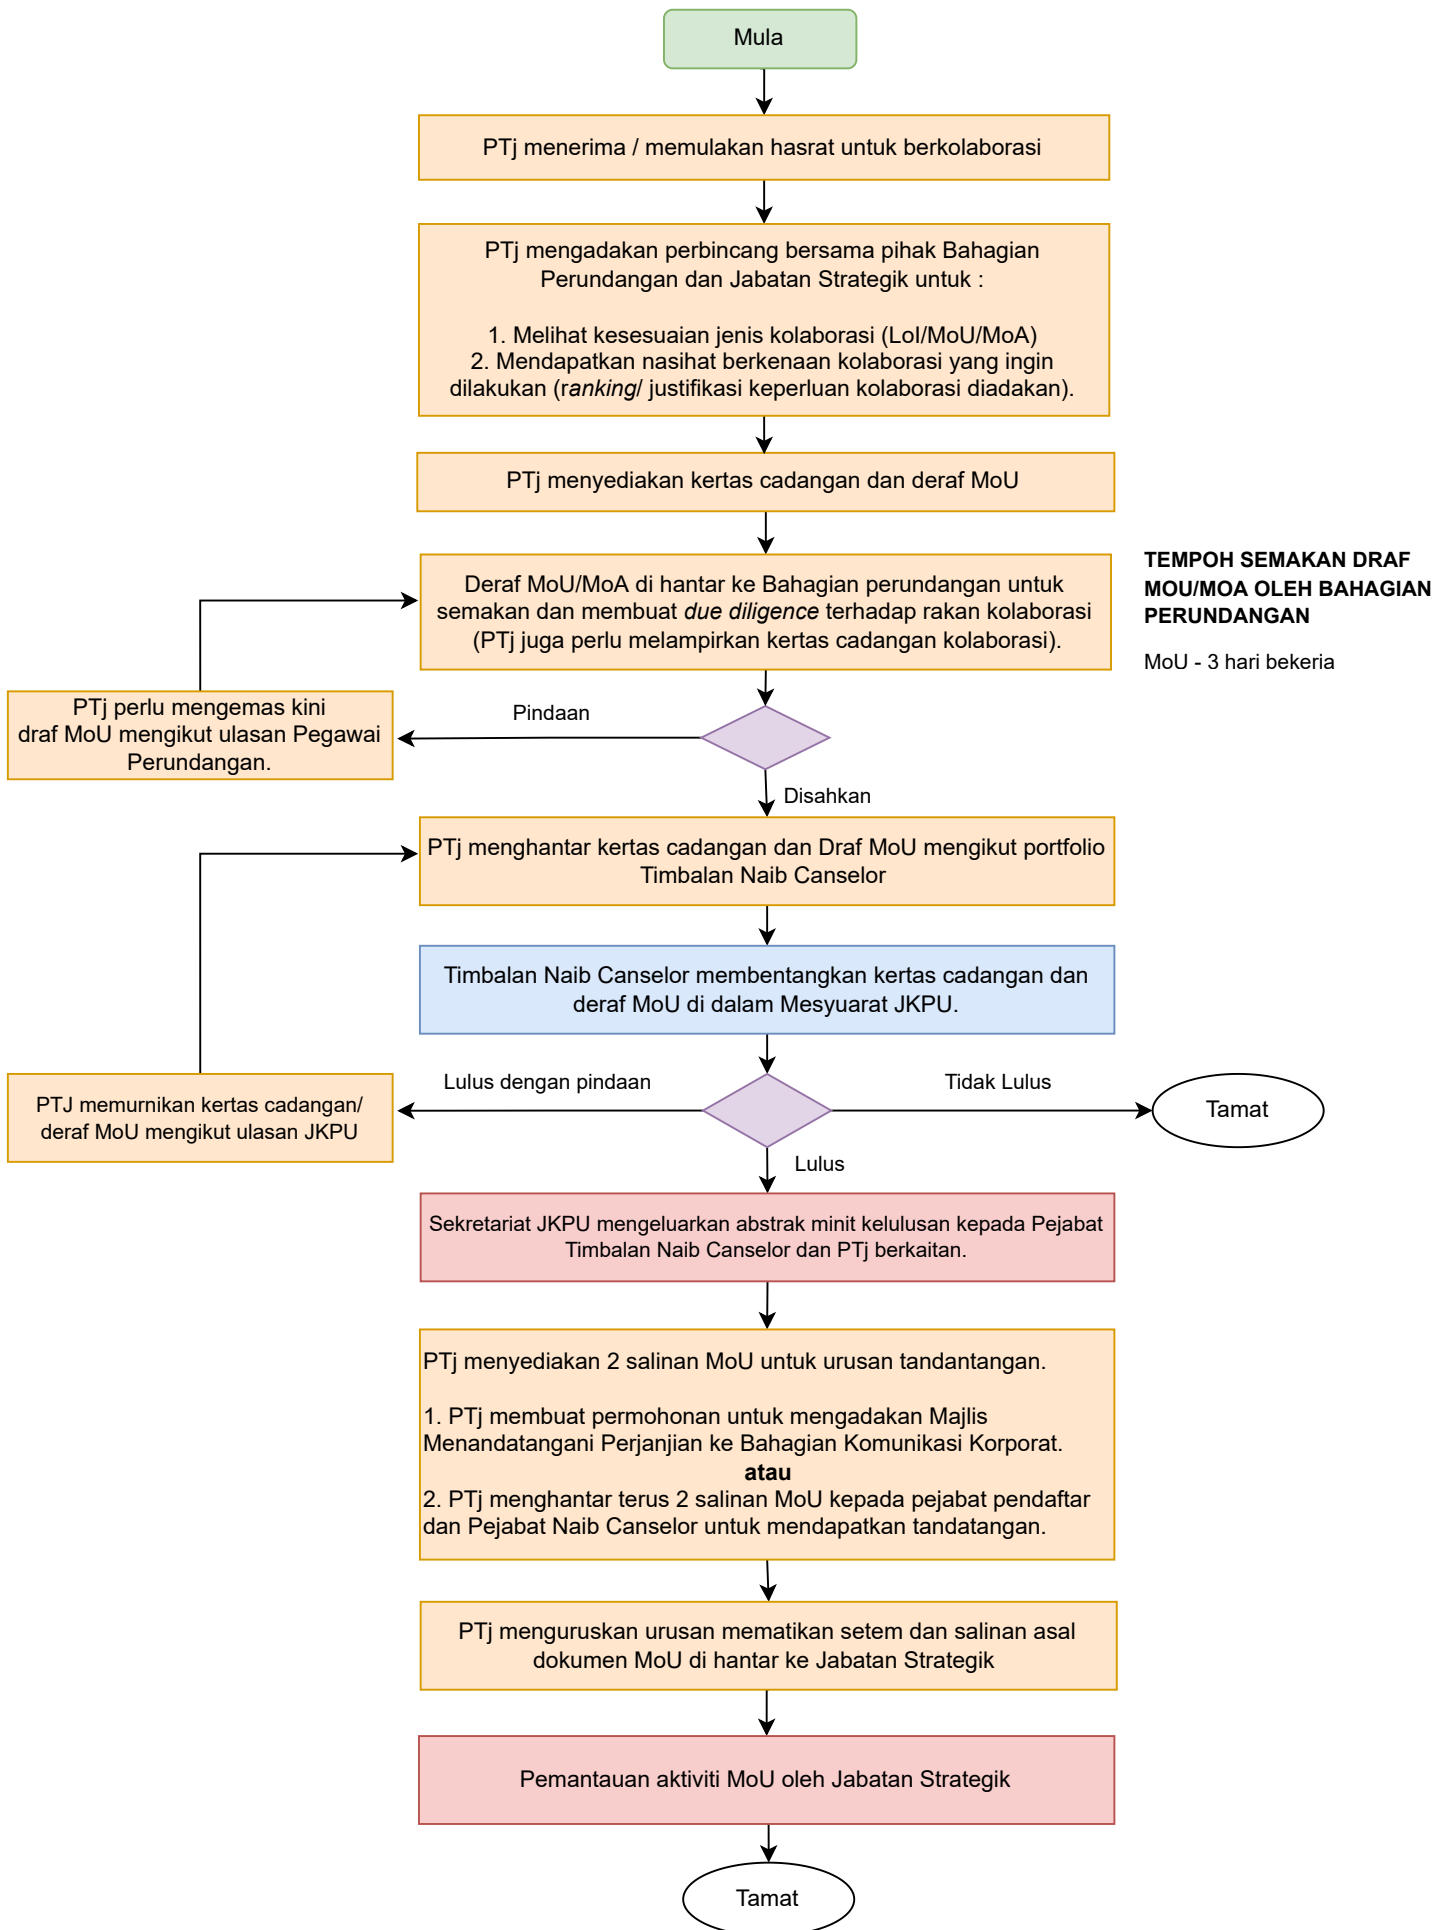 Mula
PTj menerima / memulakan hasrat untuk berkolaborasi
PTj mengadakan perbincang bersama pihak Bahagian
Perundangan dan Jabatan Strategik untuk :
1. Melihat kesesuaian jenis kolaborasi (LoI/MoU/MoA)
2. Mendapatkan nasihat berkenaan kolaborasi yang ingin
dilakukan (ranking/ justifikasi keperluan kolaborasi diadakan).
PTj menyediakan kertas cadangan dan deraf MoU
Deraf MoU/MoA di hantar ke Bahagian perundangan untuk
semakan dan membuat due diligence terhadap rakan kolaborasi
(PTj juga perlu melampirkan kertas cadangan kolaborasi).
TEMPOH SEMAKAN DRAF
MOU/MOA OLEH BAHAGIAN
PERUNDANGAN
MoU - 3 hari bekeria
PTj perlu mengemas kini
draf MoU mengikut ulasan Pegawai
Perundangan.
Pindaan
Disahkan
PTj menghantar kertas cadangan dan Draf MoU mengikut portfolio
Timbalan Naib Canselor
Timbalan Naib Canselor membentangkan kertas cadangan dan
deraf MoU di dalam Mesyuarat JKPU.
Lulus dengan pindaan
Tidak Lulus
PTJ memurnikan kertas cadangan/
deraf MoU mengikut ulasan JKPU
Tamat
Lulus
Sekretariat JKPU mengeluarkan abstrak minit kelulusan kepada Pejabat
Timbalan Naib Canselor dan PTj berkaitan.
PTj menyediakan 2 salinan MoU untuk urusan tandantangan.
1. PTj membuat permohonan untuk mengadakan Majlis
Menandatangani Perjanjian ke Bahagian Komunikasi Korporat.
atau
2. PTj menghantar terus 2 salinan MoU kepada pejabat pendaftar
dan Pejabat Naib Canselor untuk mendapatkan tandatangan.
PTj menguruskan urusan mematikan setem dan salinan asal
dokumen MoU di hantar ke Jabatan Strategik
Pemantauan aktiviti MoU oleh Jabatan Strategik
Tamat